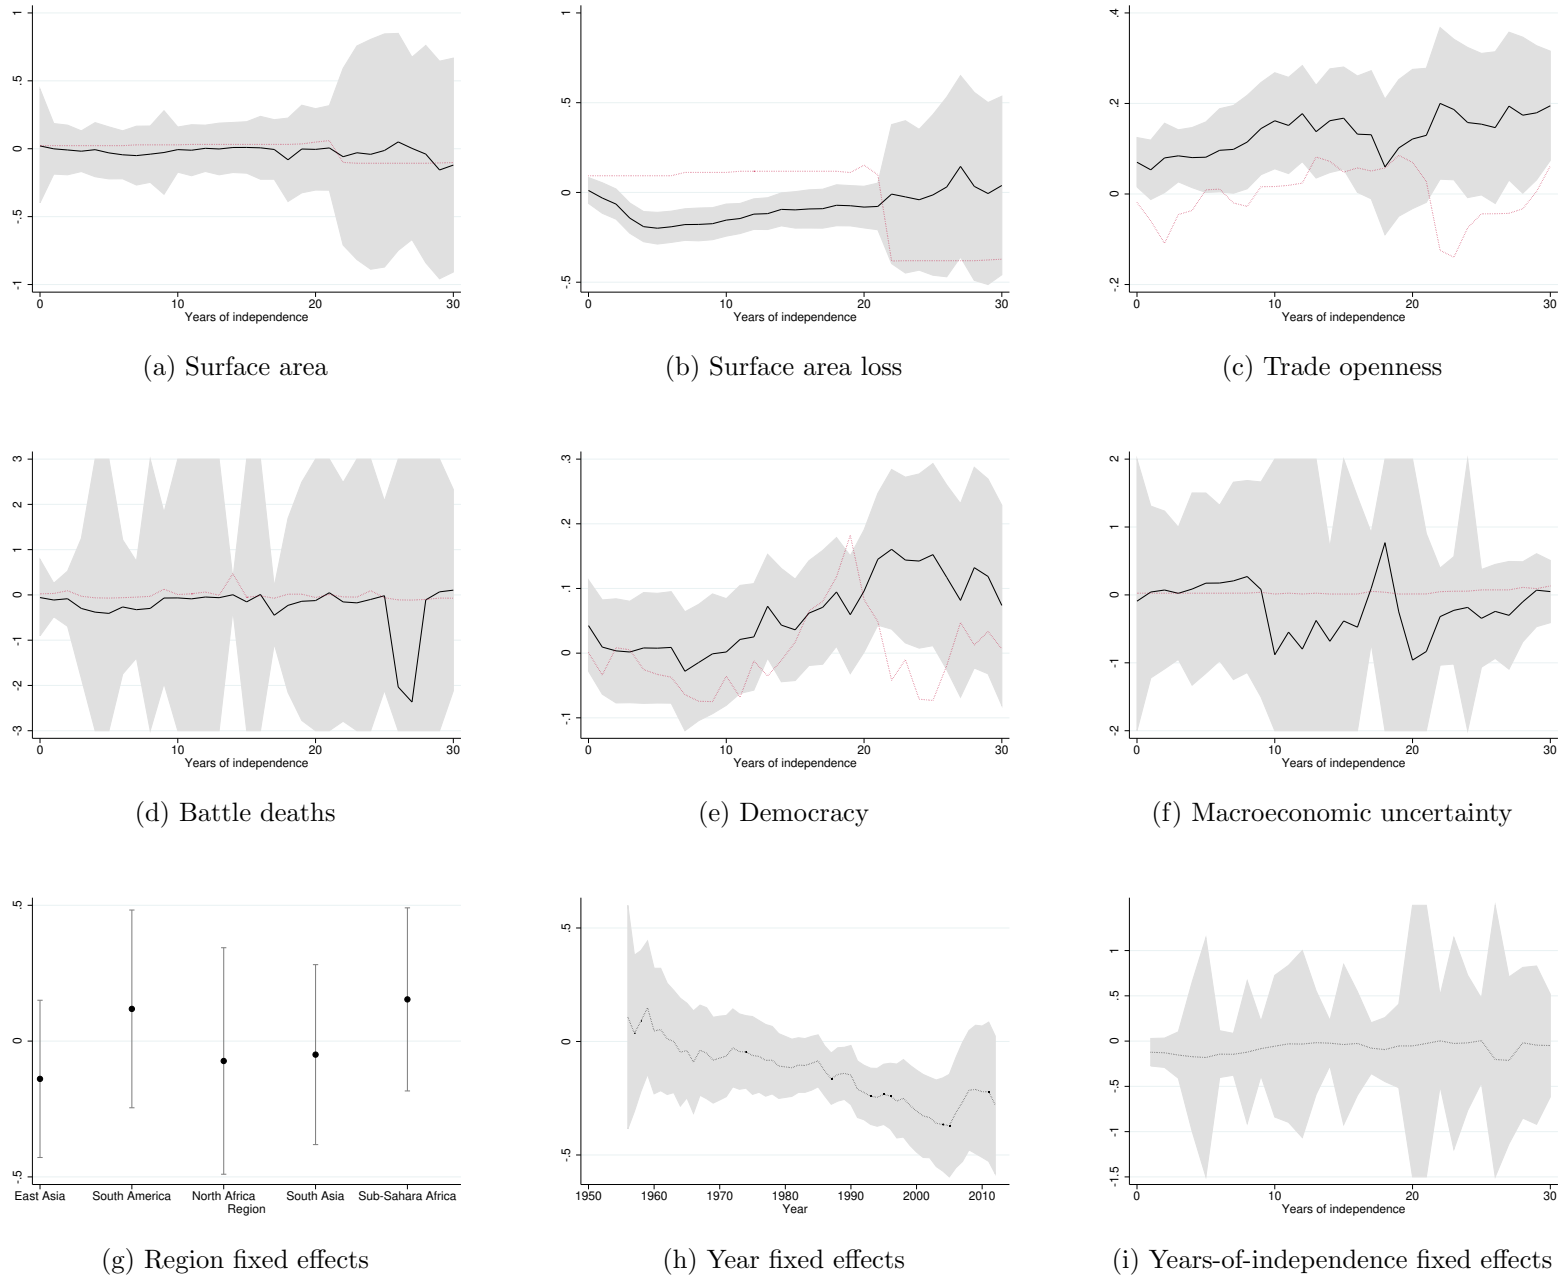 1
.5
0
-.5
-1
0 10 20 30
Years of independence
(a) Surface area
1
.5
0
-.5
0 10 20 30
Years of independence
(b) Surface area loss
.4
.2
0
-.2
0 10 20 30
Years of independence
(c) Trade openness
3
2
1
0
-1
-2
-3
0 10 20 30
Years of independence
(d) Battle deaths
.3
.2
.1
0
-.1
0 10 20 30
Years of independence
(e) Democracy
2
1
0
-1
-2
0 10 20 30
Years of independence
(f) Macroeconomic uncertainty
.5
0
-.5
East Asia South America North Africa South Asia Sub-Sahara Africa
Region
(g) Region fixed effects
.5
0
-.5
1950 1960 1970 1980 1990 2000 2010
Year
(h) Year fixed effects
1
.5
0
-.5
-1
-1.5
0 10 20 30
Years of independence
(i) Years-of-independence fixed effects